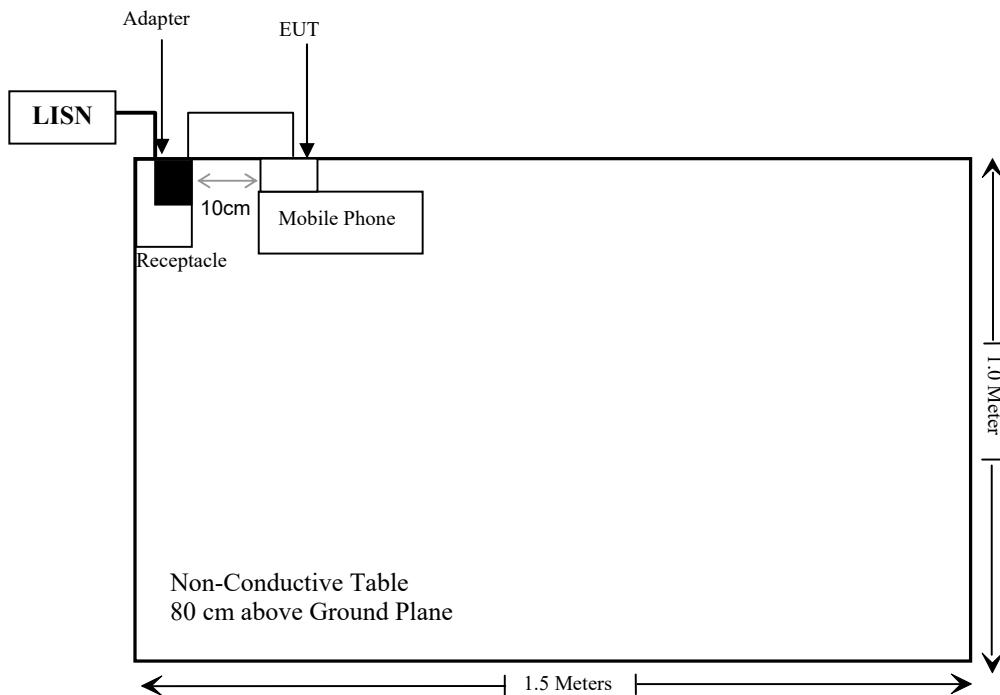 Adapter
EUT
LISN
10cm
Mobile Phone
Receptacle
1.0 Meter
Non-Conductive Table
80 cm above Ground Plane
1.5 Meters